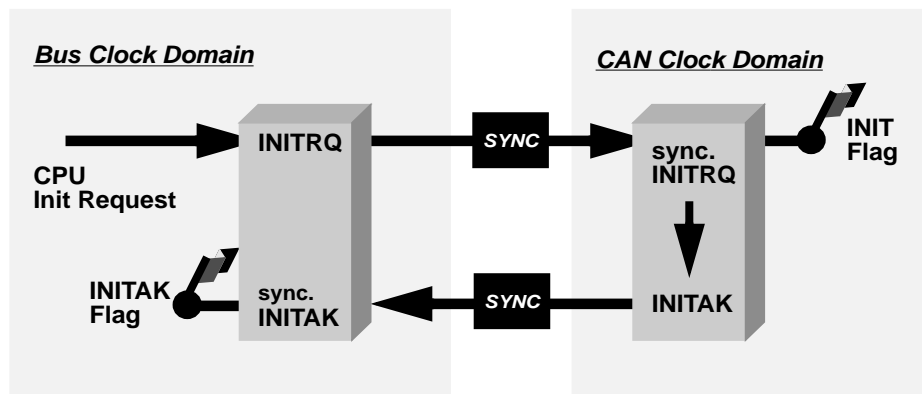 Bus Clock Domain
CAN Clock Domain
CPU
Init Request
INITRQ
SYNC
sync.
INITRQ
INIT
Flag
INITAK
Flag
sync.
INITAK
SYNC
INITAK